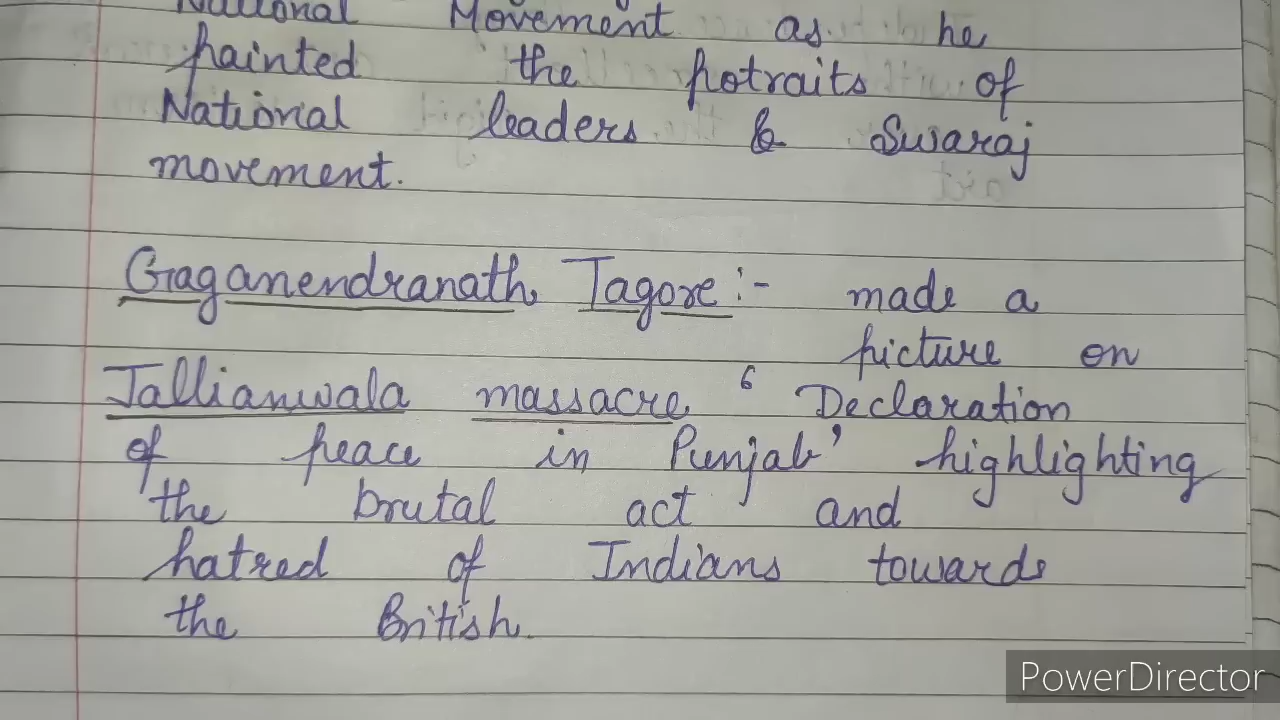 National Movement as he
painted the potraits of
National leaders & Swaraj
movement.
Gaganendranath Tagore :- made a
picture on
Jallianwala massacre ‘ Declaration
of peace in Punjab’ highlighting
the brutal act and
hatred of Indians towards
the British.
PowerDirector